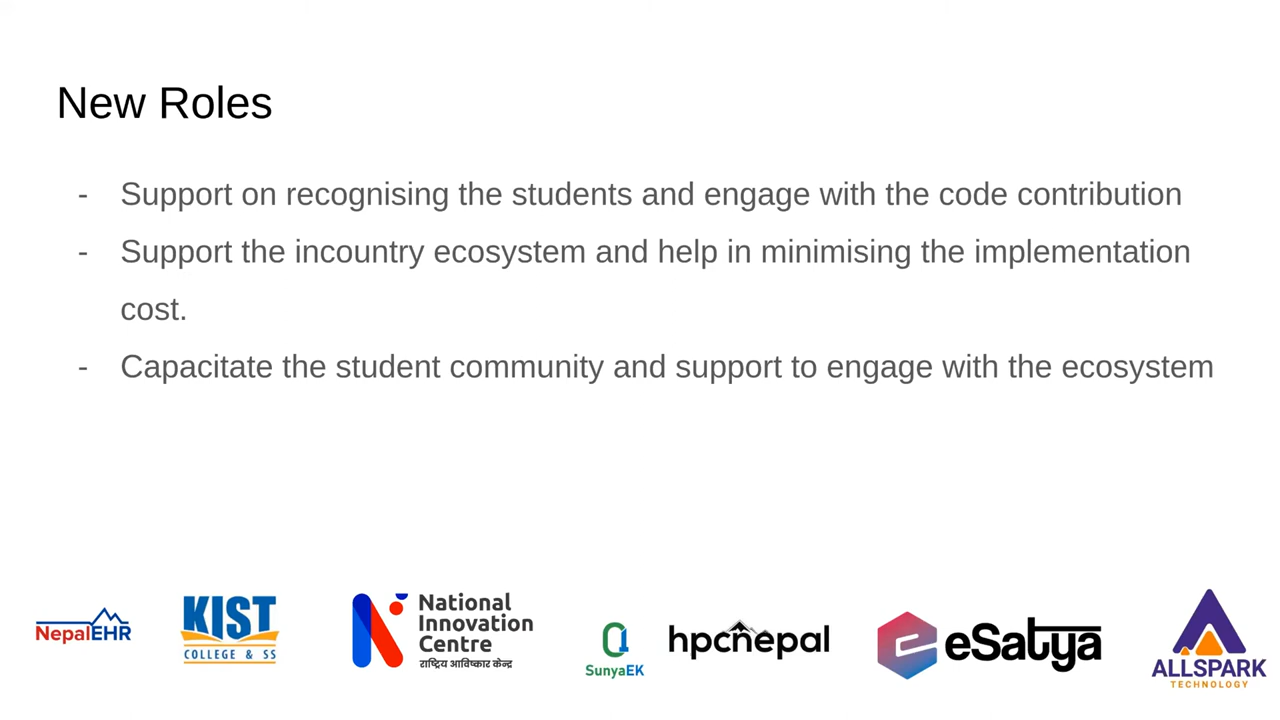 New Roles
- Support on recognising the students and engage with the code contribution
- Support the incountry ecosystem and help in minimising the implementation
cost.
- Capacitate the student community and support to engage with the ecosystem
NepalEHR
KIST
COLLEGE & SS
National
Innovation
Centre
राष्ट्रिय आविष्कार केन्द्र
SunyaEK
hpcnepal
eSatya
ALLSPARK
TECHNOLOGY